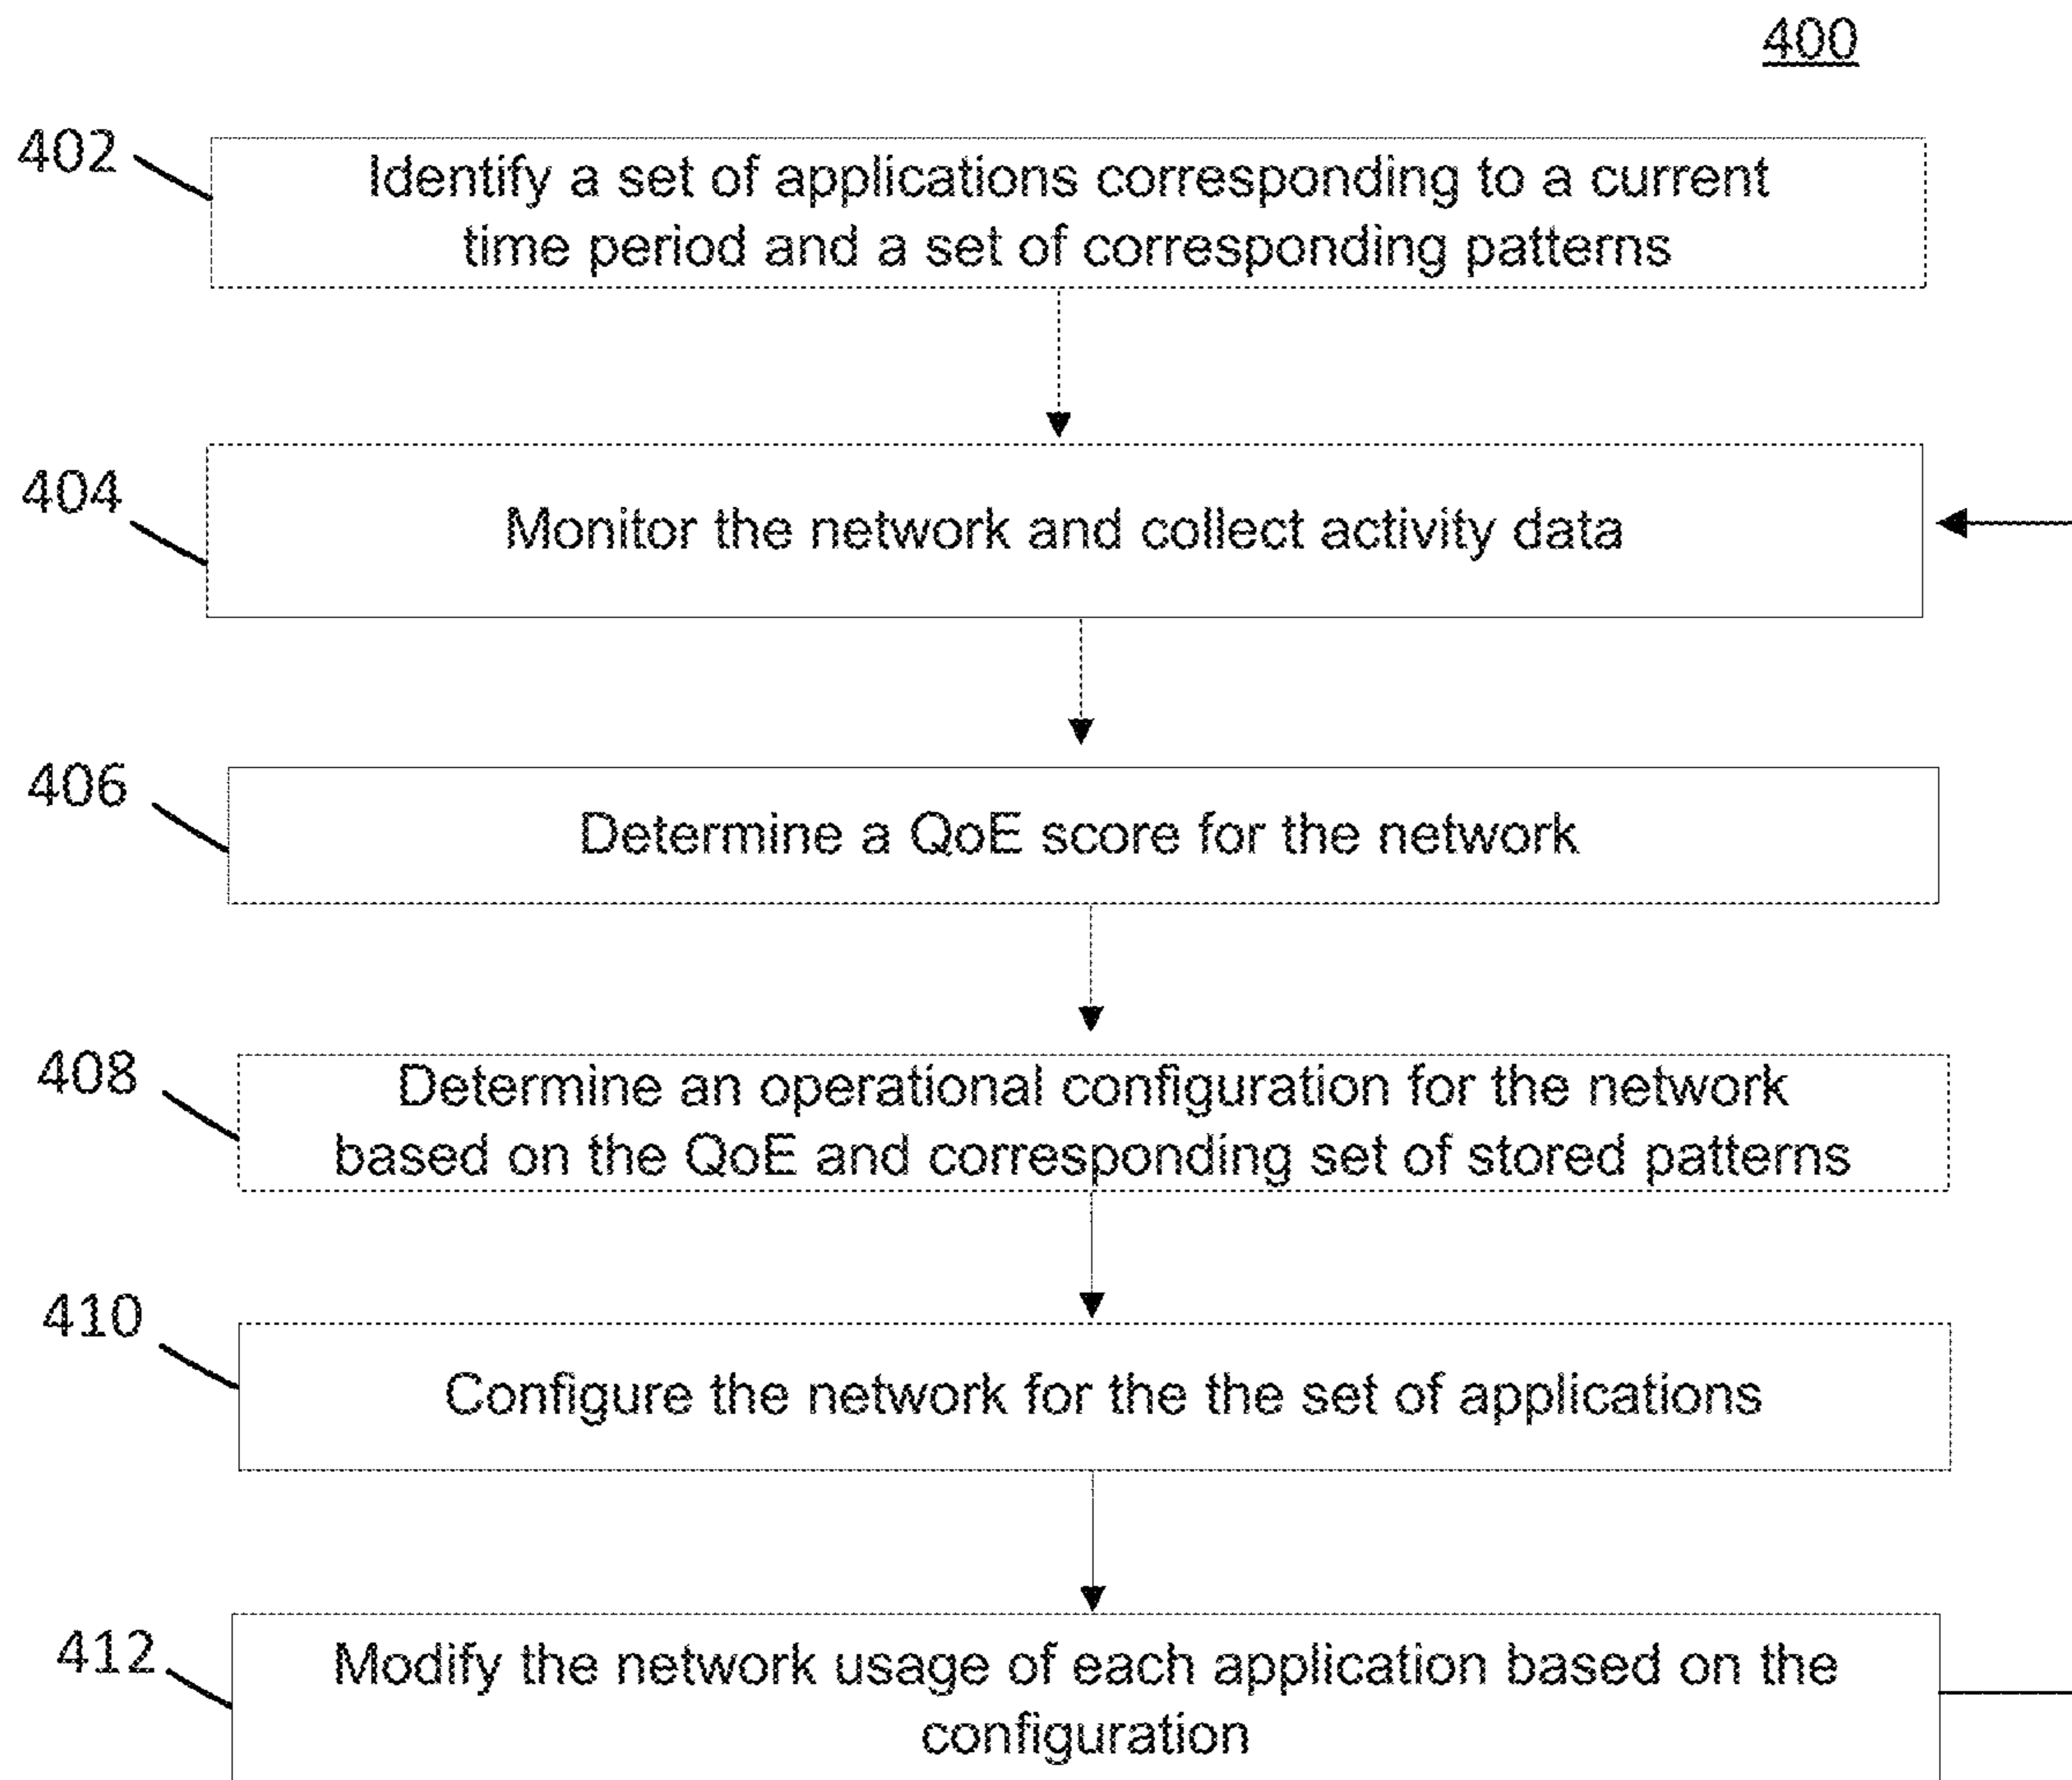 400
402
Identify a set of applications corresponding to a current
time period and a set of corresponding patterns
404
Monitor the network and collect activity data
406
Determine a QoE score for the network
408
Determine an operational configuration for the network
based on the QoE and corresponding set of stored patterns
410
Configure the network for the the set of applications
412
Modify the network usage of each application based on the
configuration